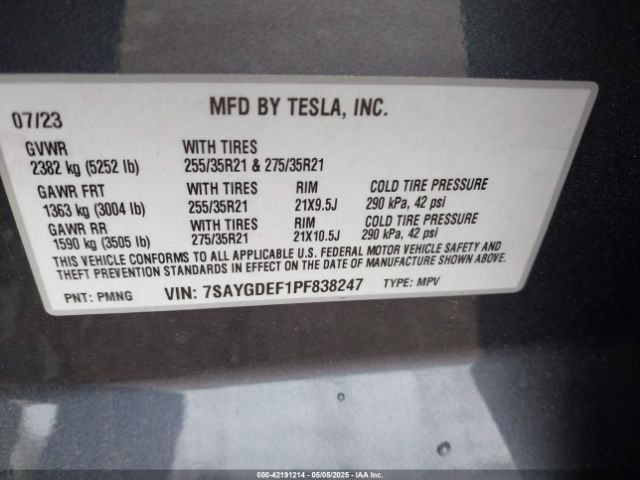 07/23
MFD BY TESLA, INC.
GVWR WITH TIRES
2382 kg (5252 lb) 255/35R21 & 275/35R21
GAWR FRT WITH TIRES RIM COLD TIRE PRESSURE
1363 kg (3004 lb) 255/35R21 21X9.5J 290 kPa, 42 psi
GAWR RR WITH TIRES RIM COLD TIRE PRESSURE
1590 kg (3505 lb) 275/35R21 21X10.5J 290 kPa, 42 psi
THIS VEHICLE CONFORMS TO ALL APPLICABLE U.S. FEDERAL MOTOR VEHICLE SAFETY AND
THEFT PREVENTION STANDARDS IN EFFECT ON THE DATE OF MANUFACTURE SHOWN ABOVE.
PNT: PMNG VIN: 7SAYGDEF1PF838247 TYPE: MPV
000-42191214 - 05/05/2025 - IAA Inc.